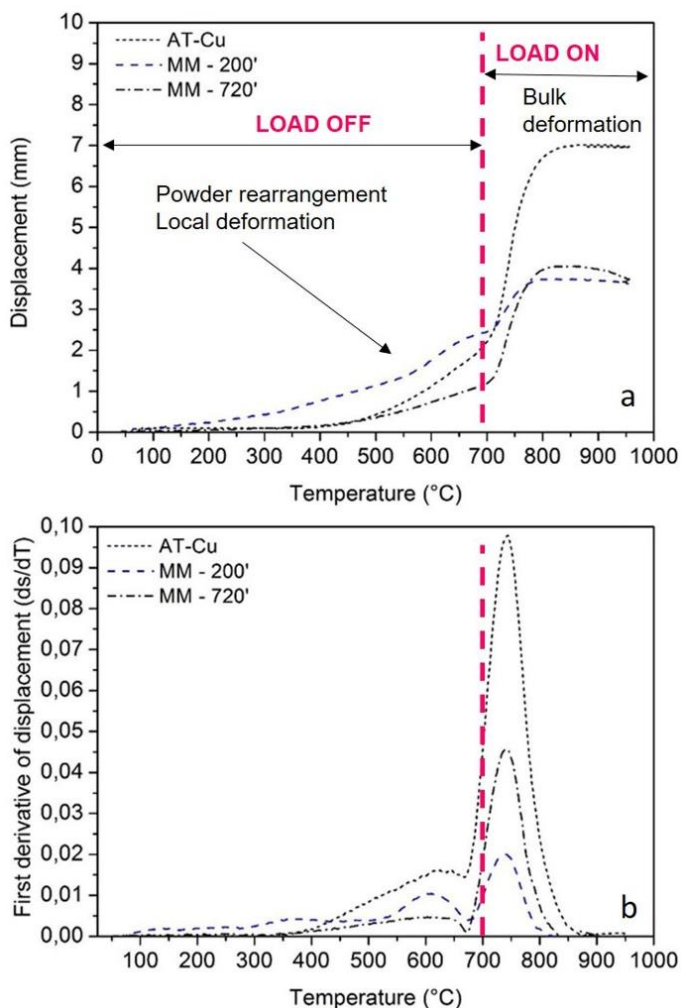 10
9
8
7
6
5
4
3
2
1
0
Displacement (mm)
AT-Cu
MM - 200'
MM - 720'
LOAD ON
Bulk
deformation
LOAD OFF
Powder rearrangement
Local deformation
a
0 100 200 300 400 500 600 700 800 900 1000
Temperature (°C)
0,10
0,09
0,08
0,07
0,06
0,05
0,04
0,03
0,02
0,01
0,00
First derivative of displacement (ds/dT)
AT-Cu
MM - 200'
MM - 720'
b
100 200 300 400 500 600 700 800 900 1000
Temperature (°C)